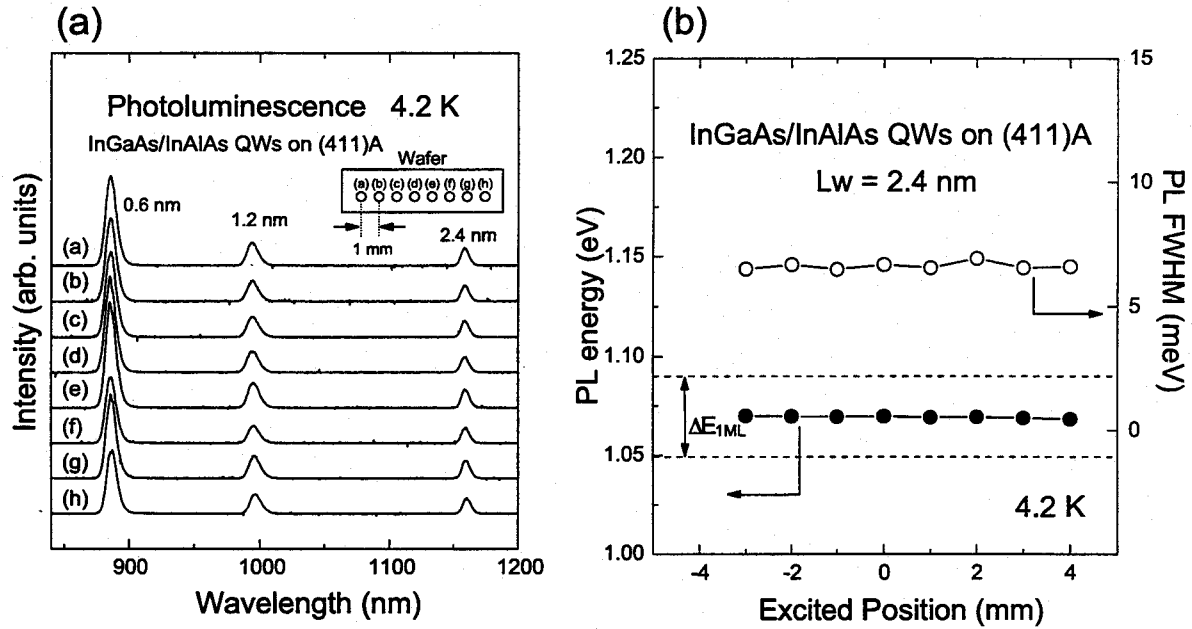 (a)
Photoluminescence 4.2 K
InGaAs/InAlAs QWs on (411)A
Wafer
(a) (b) (c) (d) (e) (f) (g) (h)
1 mm
0.6 nm
1.2 nm
2.4 nm
(a)
(b)
(c)
(d)
(e)
(f)
(g)
(h)
Intensity (arb. units)
900 1000 1100 1200
Wavelength (nm)
(b)
InGaAs/InAlAs QWs on (411)A
Lw = 2.4 nm
1.25
1.20
1.15
1.10
1.05
1.00
PL energy (eV)
ΔE1ML
4.2 K
15
10
5
0
PL FWHM (meV)
-4 -2 0 2 4
Excited Position (mm)